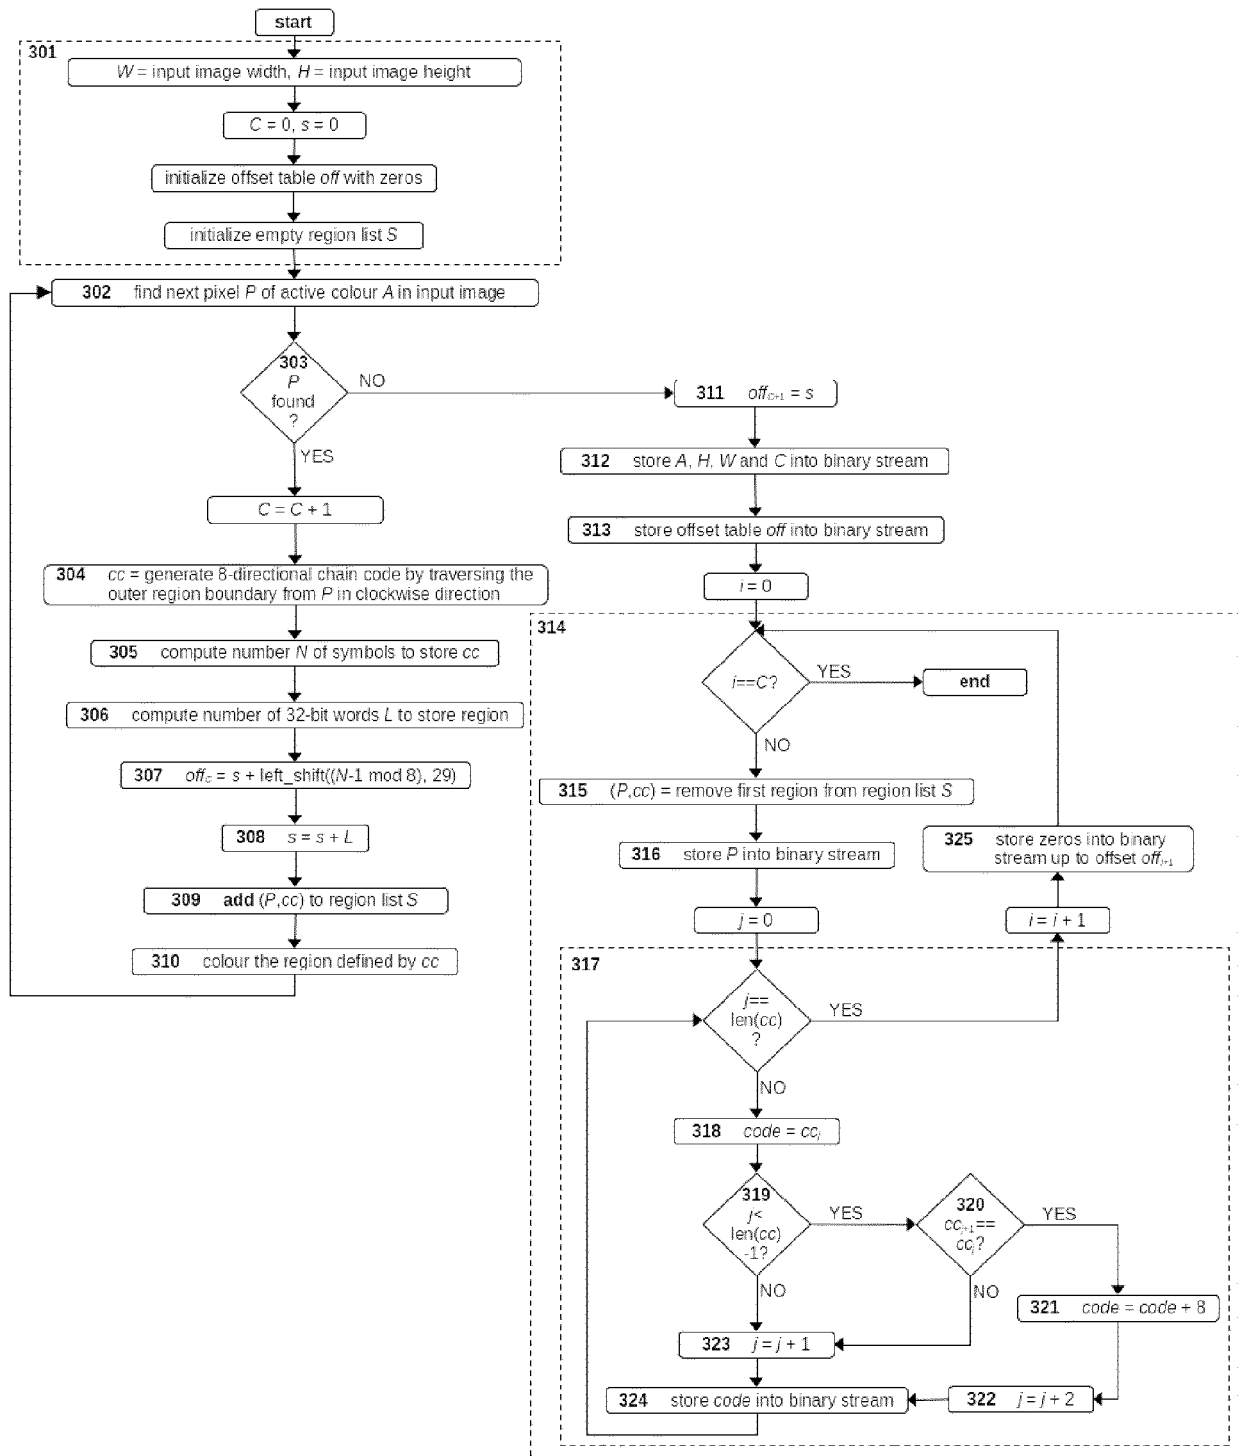 start
301
W = input image width, H = input image height
C = 0, s = 0
initialize offset table off with zeros
initialize empty region list S
302 find next pixel P of active colour A in input image
303
P
found
?
NO
YES
C = C + 1
304 cc = generate 8-directional chain code by traversing the
outer region boundary from P in clockwise direction
305 compute number N of symbols to store cc
306 compute number of 32-bit words L to store region
307 off_C = s + left_shift((N-1 mod 8), 29)
308 s = s + L
309 add (P,cc) to region list S
310 colour the region defined by cc
311 off_C+1 = s
312 store A, H, W and C into binary stream
313 store offset table off into binary stream
i = 0
314
i==C?
YES
end
NO
315 (P,cc) = remove first region from region list S
316 store P into binary stream
j = 0
317
j==
len(cc)
?
YES
NO
318 code = cc_j
319
j<
len(cc)
-1?
YES
NO
320
cc_j+1==
cc_j?
YES
NO
321 code = code + 8
322 j = j + 2
323 j = j + 1
324 store code into binary stream
i = i + 1
325 store zeros into binary
stream up to offset off_i+1